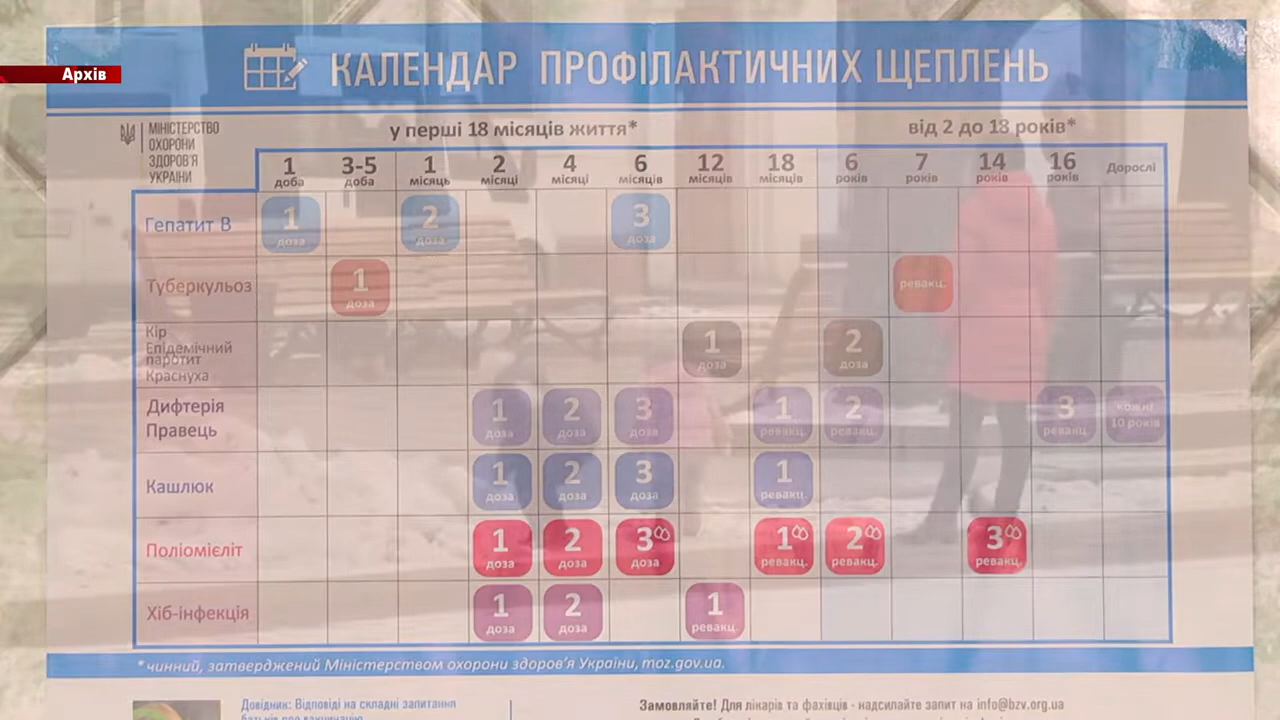 Архів
КАЛЕНДАР ПРОФІЛАКТИЧНИХ ЩЕПЛЕНЬ
МІНІСТЕРСТВО
ОХОРОНИ
ЗДОРОВ'Я
УКРАЇНИ
у перші 18 місяців життя*
від 2 до 18 років*
1 доба
3-5 доба
1 місяць
2 місяці
4 місяці
6 місяців
12 місяців
18 місяців
6 років
7 років
14 років
16 років
Дорослі
Гепатит В
1 доза
2 доза
3 доза
Туберкульоз
1 доза
ревакц.
Кір
Епідемічний
паротит
Краснуха
1 доза
2 доза
Дифтерія
Правець
1 доза
2 доза
3 доза
1 ревакц.
2 ревакц.
3 ревакц.
кожні
10 років
Кашлюк
1 доза
2 доза
3 доза
1 ревакц.
Поліомієліт
1 доза
2 доза
3 доза
1 ревакц.
2 ревакц.
3 ревакц.
Хіб-інфекція
1 доза
2 доза
1 ревакц.
*чинний, затверджений Міністерством охорони здоров'я України, moz.gov.ua.
Довідник: Відповіді на складні запитання
батьків про вакцинацію
Замовляйте! Для лікарів та фахівців - надсилайте запит на info@bzv.org.ua